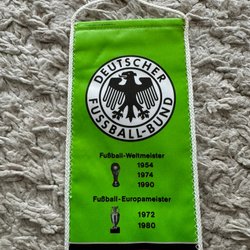 DEUTSCHER
FUSSBALL-BUND
Fußball-Weltmeister
1954
1974
1990
Fußball-Europameister
1972
1980